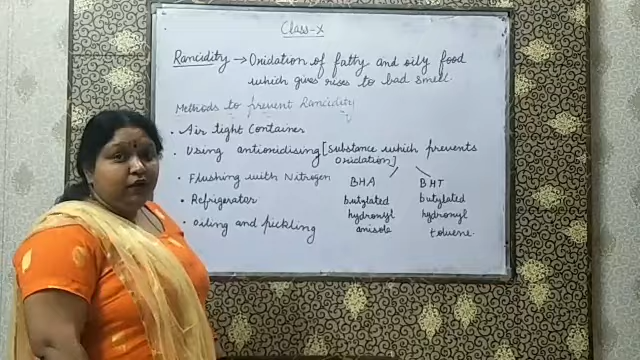 Class-X
Rancidity → Oxidation of fatty and oily food
which gives rises to bad smell.
Methods to prevent Rancidity
• Air tight Container
• Using antioxidising [substance which prevents
oxidation]
• Flushing with Nitrogen
BHA
butylated
hydroxyl
anisole
BHT
butylated
hydroxyl
toluene.
• Refrigerator
• Oiling and pickling